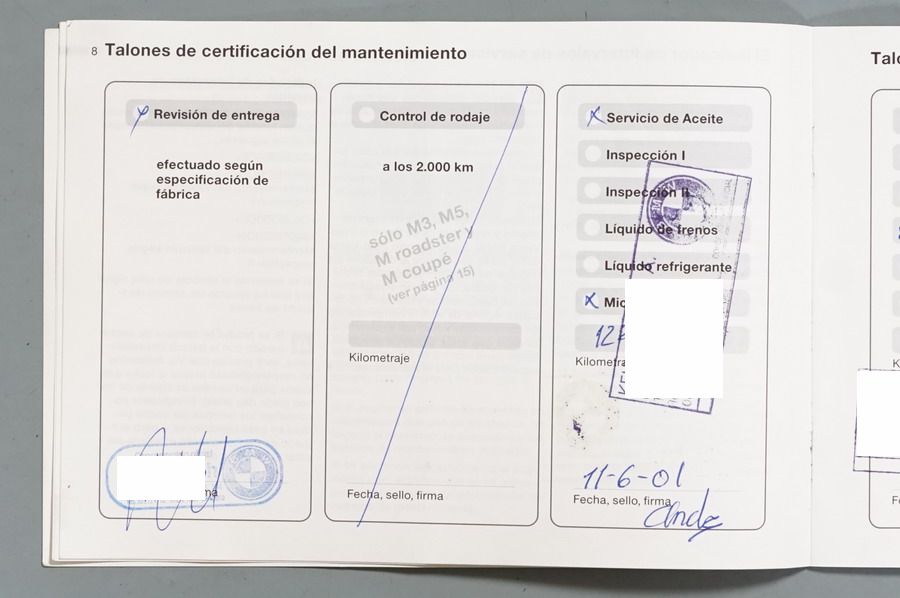 8 Talones de certificación del mantenimiento
Revisión de entrega
efectuado según
especificación de
fábrica
Control de rodaje
a los 2.000 km
sólo M3, M5,
M roadster y
M coupé
(ver página 15)
Kilometraje
Fecha, sello, firma
x Servicio de Aceite
Inspección I
Inspección II
Líquido de frenos
Líquido refrigerante
x Mic
12
Kilometra
11-6-01
Fecha, sello, firma
Talo